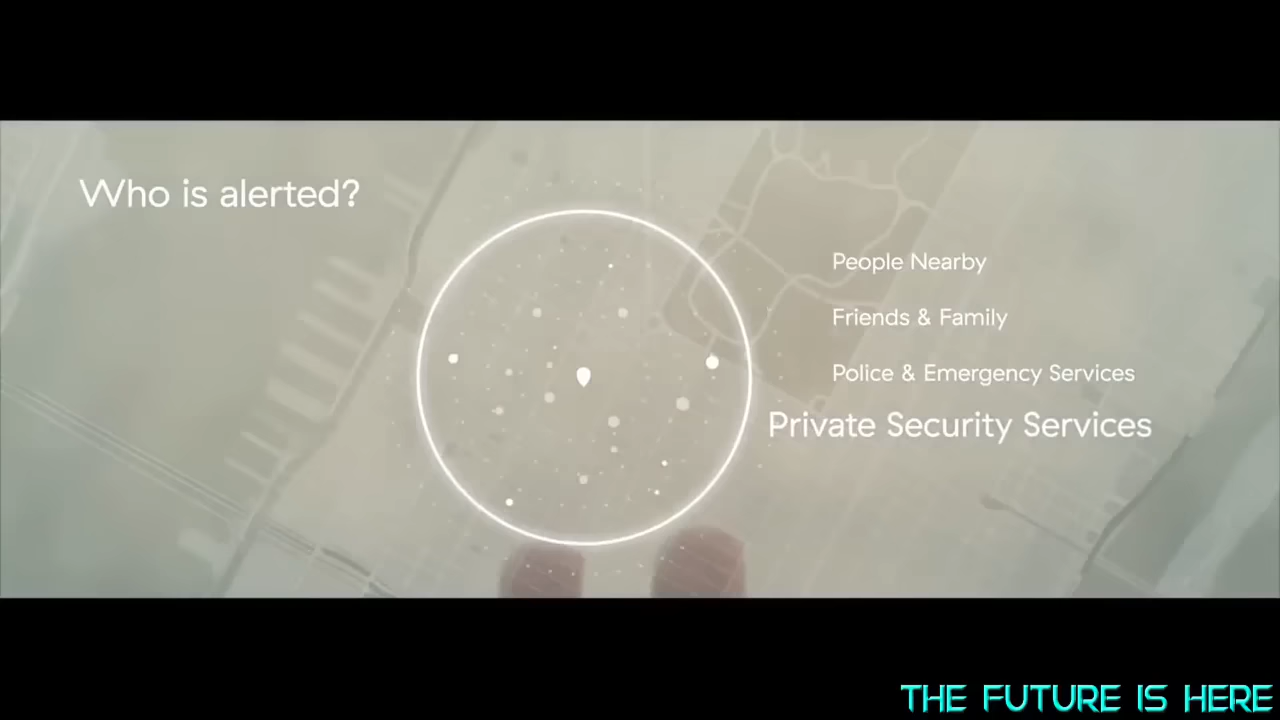 Who is alerted?
People Nearby
Friends & Family
Police & Emergency Services
Private Security Services
THE FUTURE IS HERE